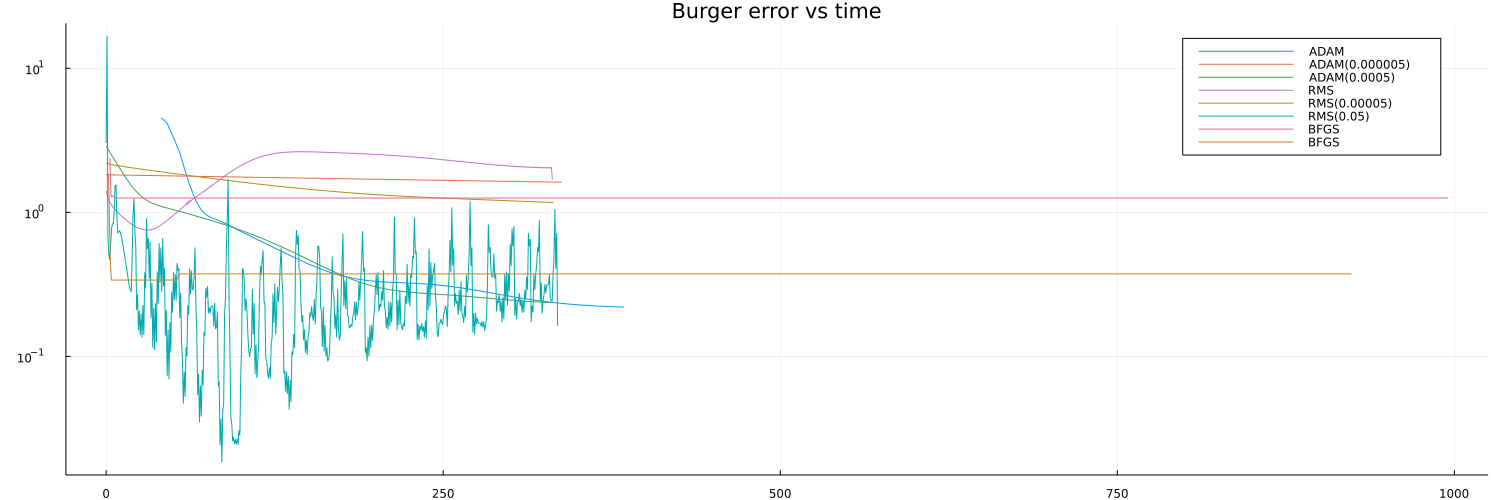 Burger error vs time
ADAM
ADAM(0.000005)
ADAM(0.0005)
RMS
RMS(0.00005)
RMS(0.05)
BFGS
BFGS
10^1
10^0
10^-1
0 250 500 750 1000